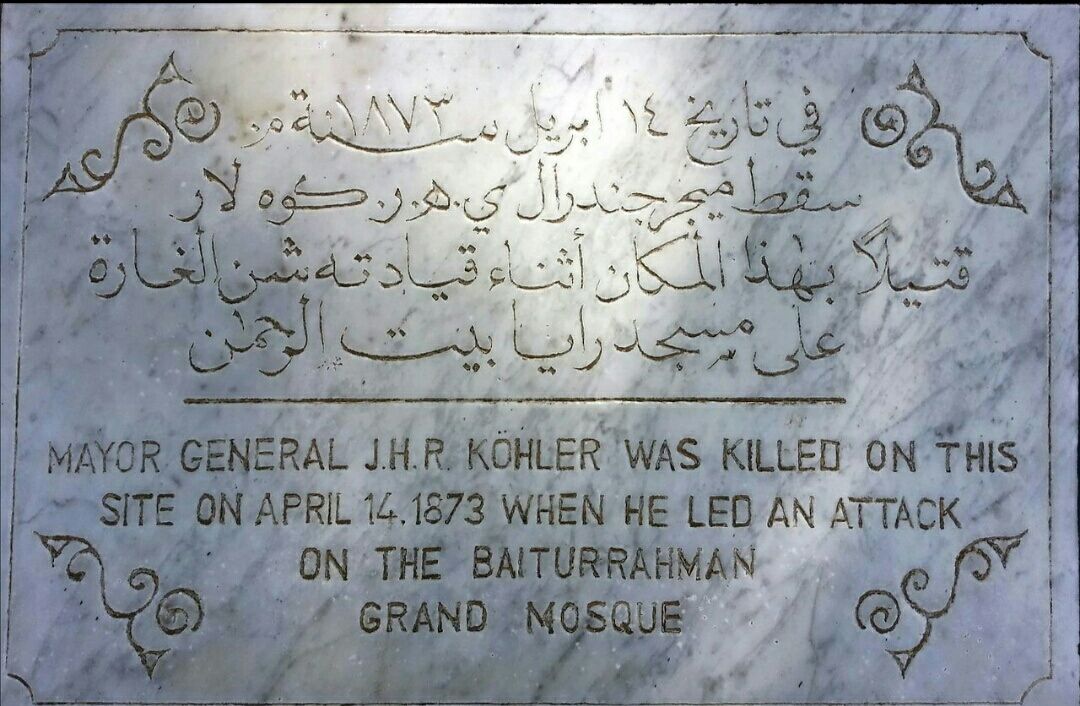 في تاريخ ١٤ ابريل سنة ١٨٧٣ م.
سقط ميجر جندرال ي.ه.ر. كوه لار
قتيلاً بهذا المكان أثناء قيادته شن الغارة
على مسجد رايا بيت الرحمن
MAYOR GENERAL J.H.R. KÖHLER WAS KILLED ON THIS
SITE ON APRIL 14.1873 WHEN HE LED AN ATTACK
ON THE BAITURRAHMAN
GRAND MOSQUE